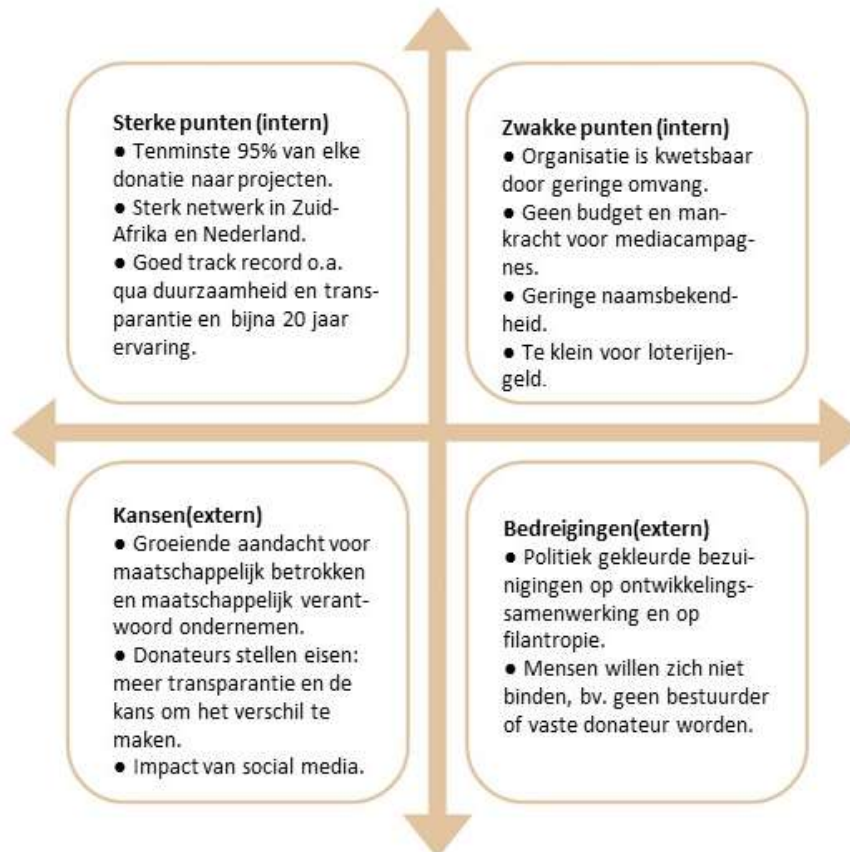 Sterke punten (intern)
● Tenminste 95% van elke
donatie naar projecten.
● Sterk netwerk in Zuid-
Afrika en Nederland.
● Goed track record o.a.
qua duurzaamheid en trans-
parantie en bijna 20 jaar
ervaring.
Zwakke punten (intern)
● Organisatie is kwetsbaar
door geringe omvang.
● Geen budget en man-
kracht voor mediacampag-
nes.
● Geringe naamsbekend-
heid.
● Te klein voor loterijen-
geld.
Kansen(extern)
● Groeiende aandacht voor
maatschappelijk betrokken
en maatschappelijk verant-
woord ondernemen.
● Donateurs stellen eisen:
meer transparantie en de
kans om het verschil te
maken.
● Impact van social media.
Bedreigingen(extern)
● Politiek gekleurde bezui-
nigingen op ontwikkelings-
samenwerking en op
filantropie.
● Mensen willen zich niet
binden, bv. geen bestuurder
of vaste donateur worden.